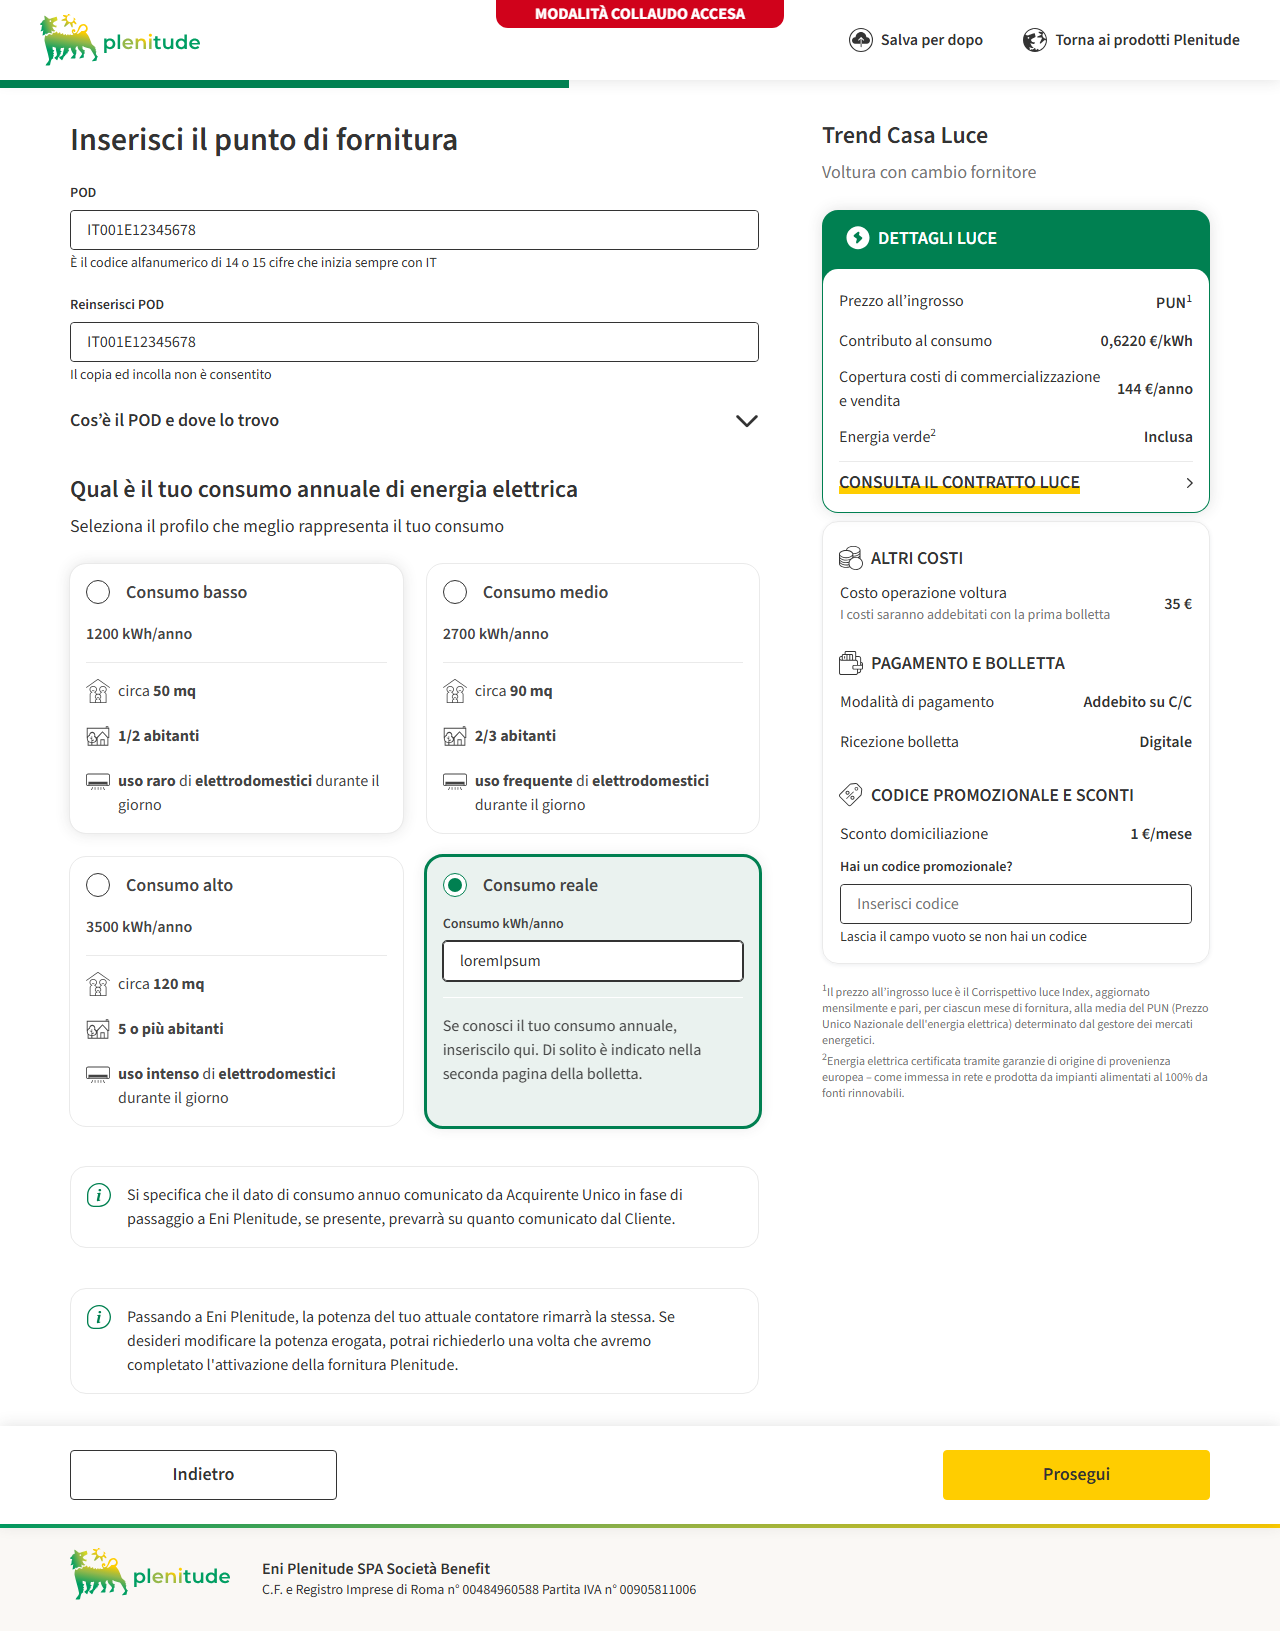 MODALITÀ COLLAUDO ACCESA
plenitude
Salva per dopo
Torna ai prodotti Plenitude
Inserisci il punto di fornitura
POD
IT001E12345678
È il codice alfanumerico di 14 o 15 cifre che inizia sempre con IT
Reinserisci POD
IT001E12345678
Il copia ed incolla non è consentito
Cos'è il POD e dove lo trovo
Qual è il tuo consumo annuale di energia elettrica
Seleziona il profilo che meglio rappresenta il tuo consumo
Consumo basso
1200 kWh/anno
circa 50 mq
1/2 abitanti
uso raro di elettrodomestici durante il
giorno
Consumo medio
2700 kWh/anno
circa 90 mq
2/3 abitanti
uso frequente di elettrodomestici
durante il giorno
Consumo alto
3500 kWh/anno
circa 120 mq
5 o più abitanti
uso intenso di elettrodomestici
durante il giorno
Consumo reale
Consumo kWh/anno
loremIpsum
Se conosci il tuo consumo annuale,
inseriscilo qui. Di solito è indicato nella
seconda pagina della bolletta.
Si specifica che il dato di consumo annuo comunicato da Acquirente Unico in fase di
passaggio a Eni Plenitude, se presente, prevarrà su quanto comunicato dal Cliente.
Passando a Eni Plenitude, la potenza del tuo attuale contatore rimarrà la stessa. Se
desideri modificare la potenza erogata, potrai richiederlo una volta che avremo
completato l'attivazione della fornitura Plenitude.
Trend Casa Luce
Voltura con cambio fornitore
DETTAGLI LUCE
Prezzo all'ingrosso PUN¹
Contributo al consumo 0,6220 €/kWh
Copertura costi di commercializzazione
e vendita 144 €/anno
Energia verde² Inclusa
CONSULTA IL CONTRATTO LUCE
ALTRI COSTI
Costo operazione voltura 35 €
I costi saranno addebitati con la prima bolletta
PAGAMENTO E BOLLETTA
Modalità di pagamento Addebito su C/C
Ricezione bolletta Digitale
CODICE PROMOZIONALE E SCONTI
Sconto domiciliazione 1 €/mese
Hai un codice promozionale?
Inserisci codice
Lascia il campo vuoto se non hai un codice
¹Il prezzo all'ingrosso luce è il Corrispettivo luce Index, aggiornato
mensilmente e pari, per ciascun mese di fornitura, alla media del PUN (Prezzo
Unico Nazionale dell'energia elettrica) determinato dal gestore dei mercati
energetici.
²Energia elettrica certificata tramite garanzie di origine di provenienza
europea – come immessa in rete e prodotta da impianti alimentati al 100% da
fonti rinnovabili.
Indietro
Prosegui
plenitude
Eni Plenitude SPA Società Benefit
C.F. e Registro Imprese di Roma n° 00484960588 Partita IVA n° 00905811006